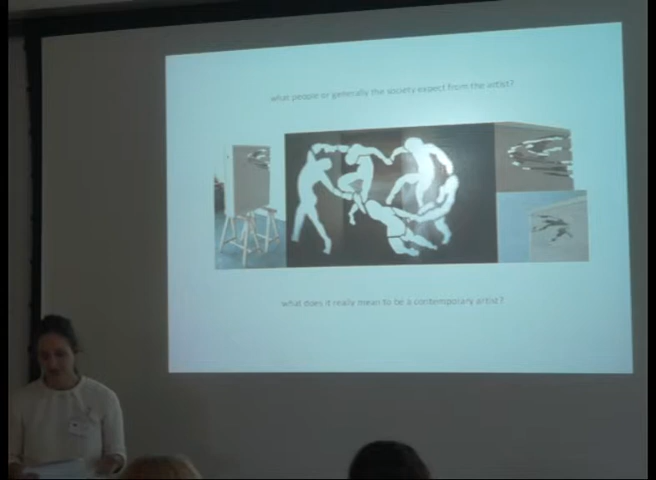 what people or generally the society expect from the artist?
what does it really mean to be a contemporary artist?